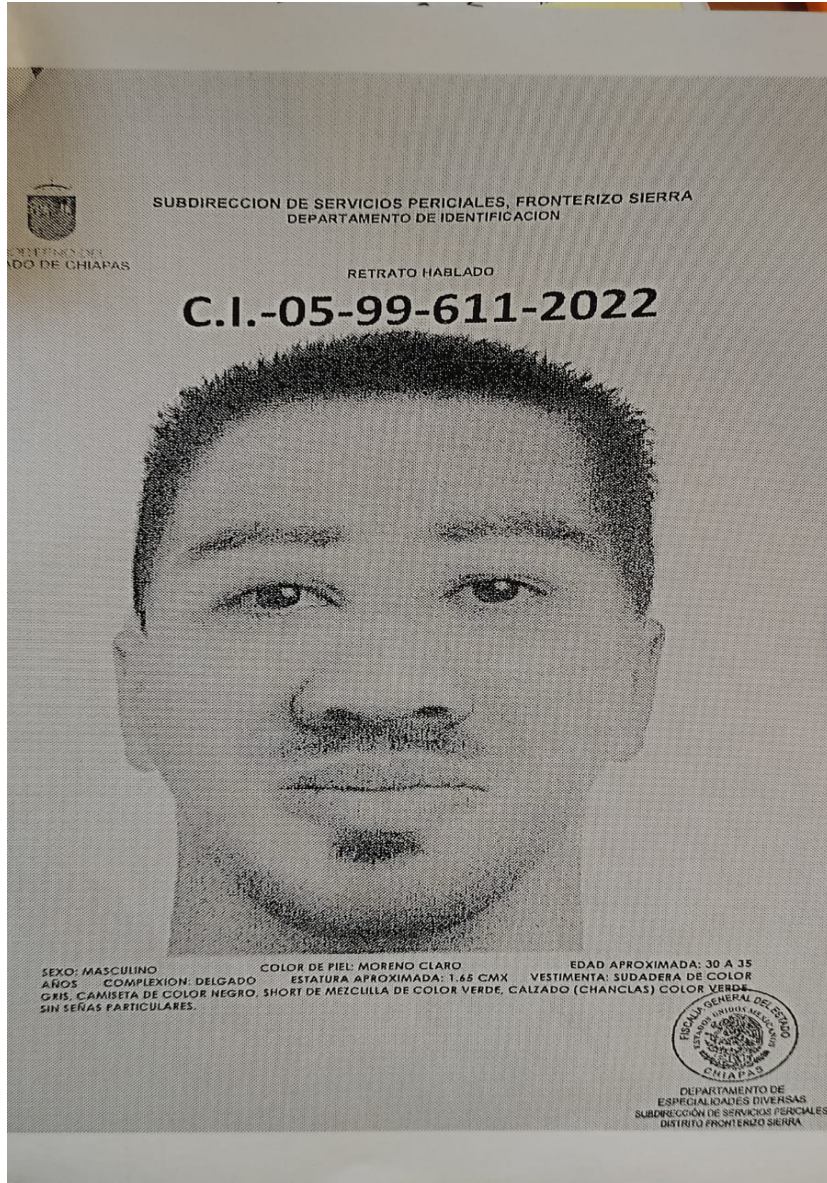 SUBDIRECCION DE SERVICIOS PERICIALES, FRONTERIZO SIERRA
DEPARTAMENTO DE IDENTIFICACION
ADO DE CHIAPAS
RETRATO HABLADO
C.I.-05-99-611-2022
SEXO: MASCULINO COLOR DE PIEL: MORENO CLARO EDAD APROXIMADA: 30 A 35
AÑOS COMPLEXION: DELGADO ESTATURA APROXIMADA: 1.65 CMX VESTIMENTA: SUDADERA DE COLOR
GRIS, CAMISETA DE COLOR NEGRO, SHORT DE MEZCLILLA DE COLOR VERDE, CALZADO (CHANCLAS) COLOR VERDE.
SIN SEÑAS PARTICULARES.
FISCALIA GENERAL DEL ESTADO
ESTADOS UNIDOS MEXICANOS
CHIAPAS
DEPARTAMENTO DE
ESPECIALIDADES DIVERSAS
SUBDIRECCIÓN DE SERVICIOS PERICIALES
DISTRITO FRONTERIZO SIERRA